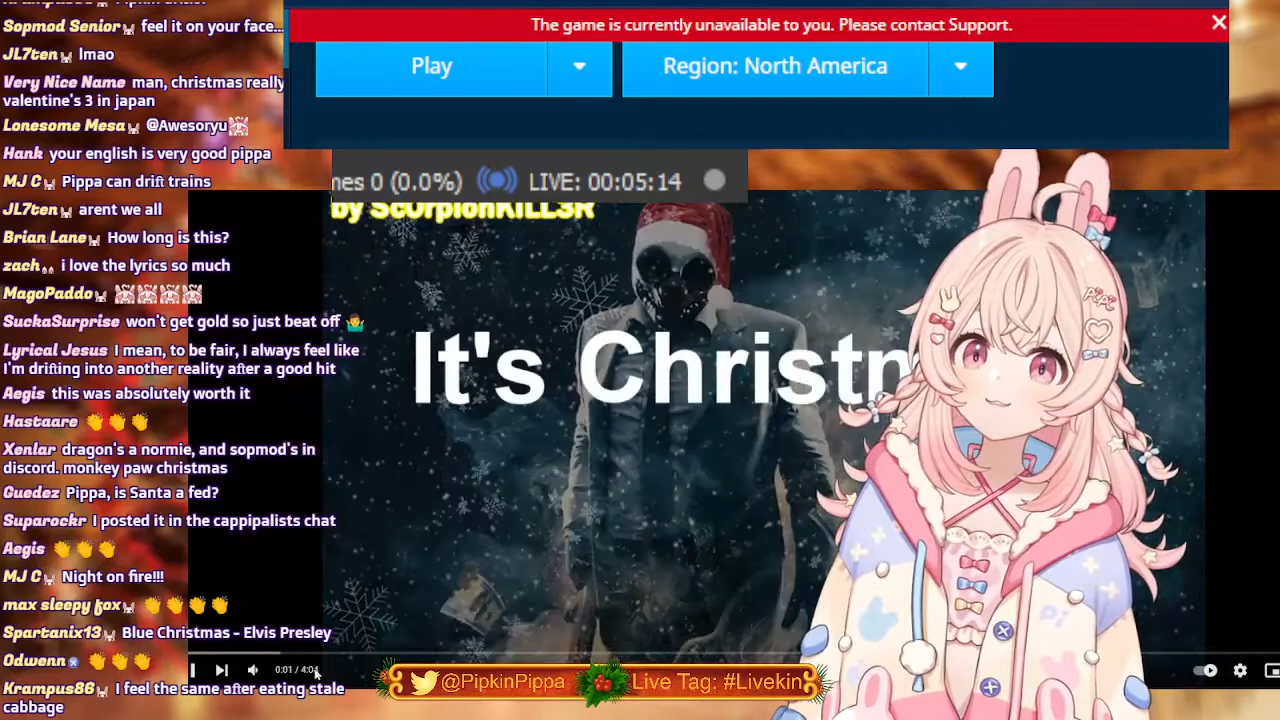 Sopmod Senior feel it on your face...
JL7ten lmao
Very Nice Name man, christmas really
valentine's 3 in japan
Lonesome Mesa @Awesoryu
Hank your english is very good pippa
MJ C Pippa can drift trains
JL7ten arent we all
Brian Lane How long is this?
zach i love the lyrics so much
MagoPaddo
SuckaSurprise won't get gold so just beat off 🤷‍♂️
Lyrical Jesus I mean, to be fair, I always feel like
I'm drifting into another reality after a good hit
Aegis this was absolutely worth it
Hastaare 👏👏👏
Xenlar dragon's a normie, and sopmod's in
discord. monkey paw christmas
Guedez Pippa, is Santa a fed?
Suparockr I posted it in the cappipalists chat
Aegis 👏👏👏
MJ C Night on fire!!!
max sleepy fox 👏👏👏👏
Spartanix13 Blue Christmas - Elvis Presley
Odwenn 👏👏👏
Krampus86 I feel the same after eating stale
cabbage
The game is currently unavailable to you. Please contact Support.
Play
Region: North America
nes 0 (0.0%) LIVE: 00:05:14
by ScOrpionKILL3R
It's Christm
PiPi
0:01 / 4:04
@PipkinPippa Live Tag: #Livekin